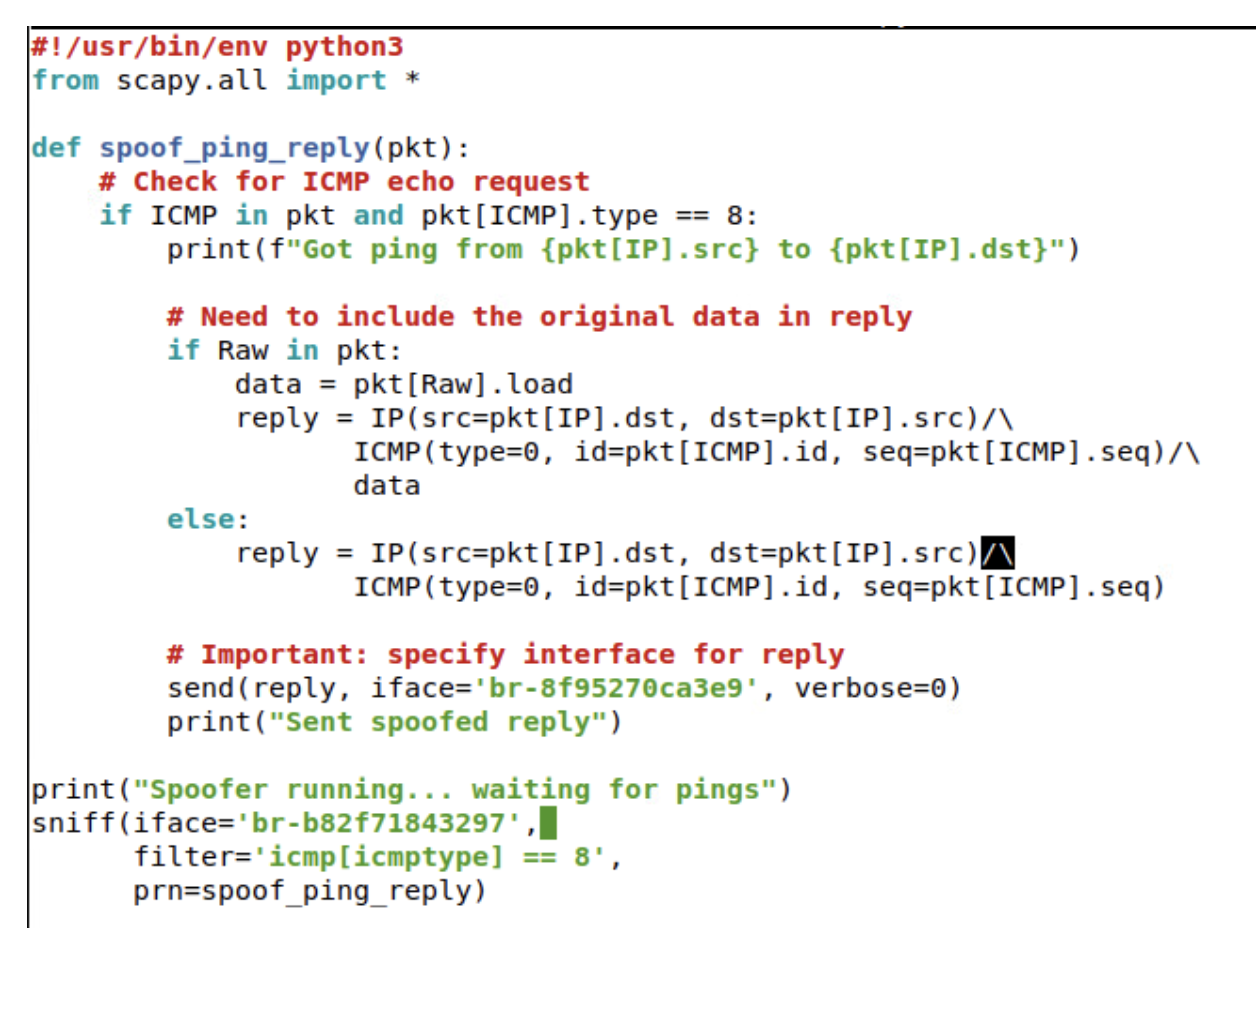 #!/usr/bin/env python3
from scapy.all import *

def spoof_ping_reply(pkt):
    # Check for ICMP echo request
    if ICMP in pkt and pkt[ICMP].type == 8:
        print(f"Got ping from {pkt[IP].src} to {pkt[IP].dst}")

        # Need to include the original data in reply
        if Raw in pkt:
            data = pkt[Raw].load
            reply = IP(src=pkt[IP].dst, dst=pkt[IP].src)/\
                   ICMP(type=0, id=pkt[ICMP].id, seq=pkt[ICMP].seq)/\
                   data
        else:
            reply = IP(src=pkt[IP].dst, dst=pkt[IP].src)/\
                   ICMP(type=0, id=pkt[ICMP].id, seq=pkt[ICMP].seq)

        # Important: specify interface for reply
        send(reply, iface='br-8f95270ca3e9', verbose=0)
        print("Sent spoofed reply")

print("Spoofer running... waiting for pings")
sniff(iface='br-b82f71843297',
      filter='icmp[icmptype] == 8',
      prn=spoof_ping_reply)